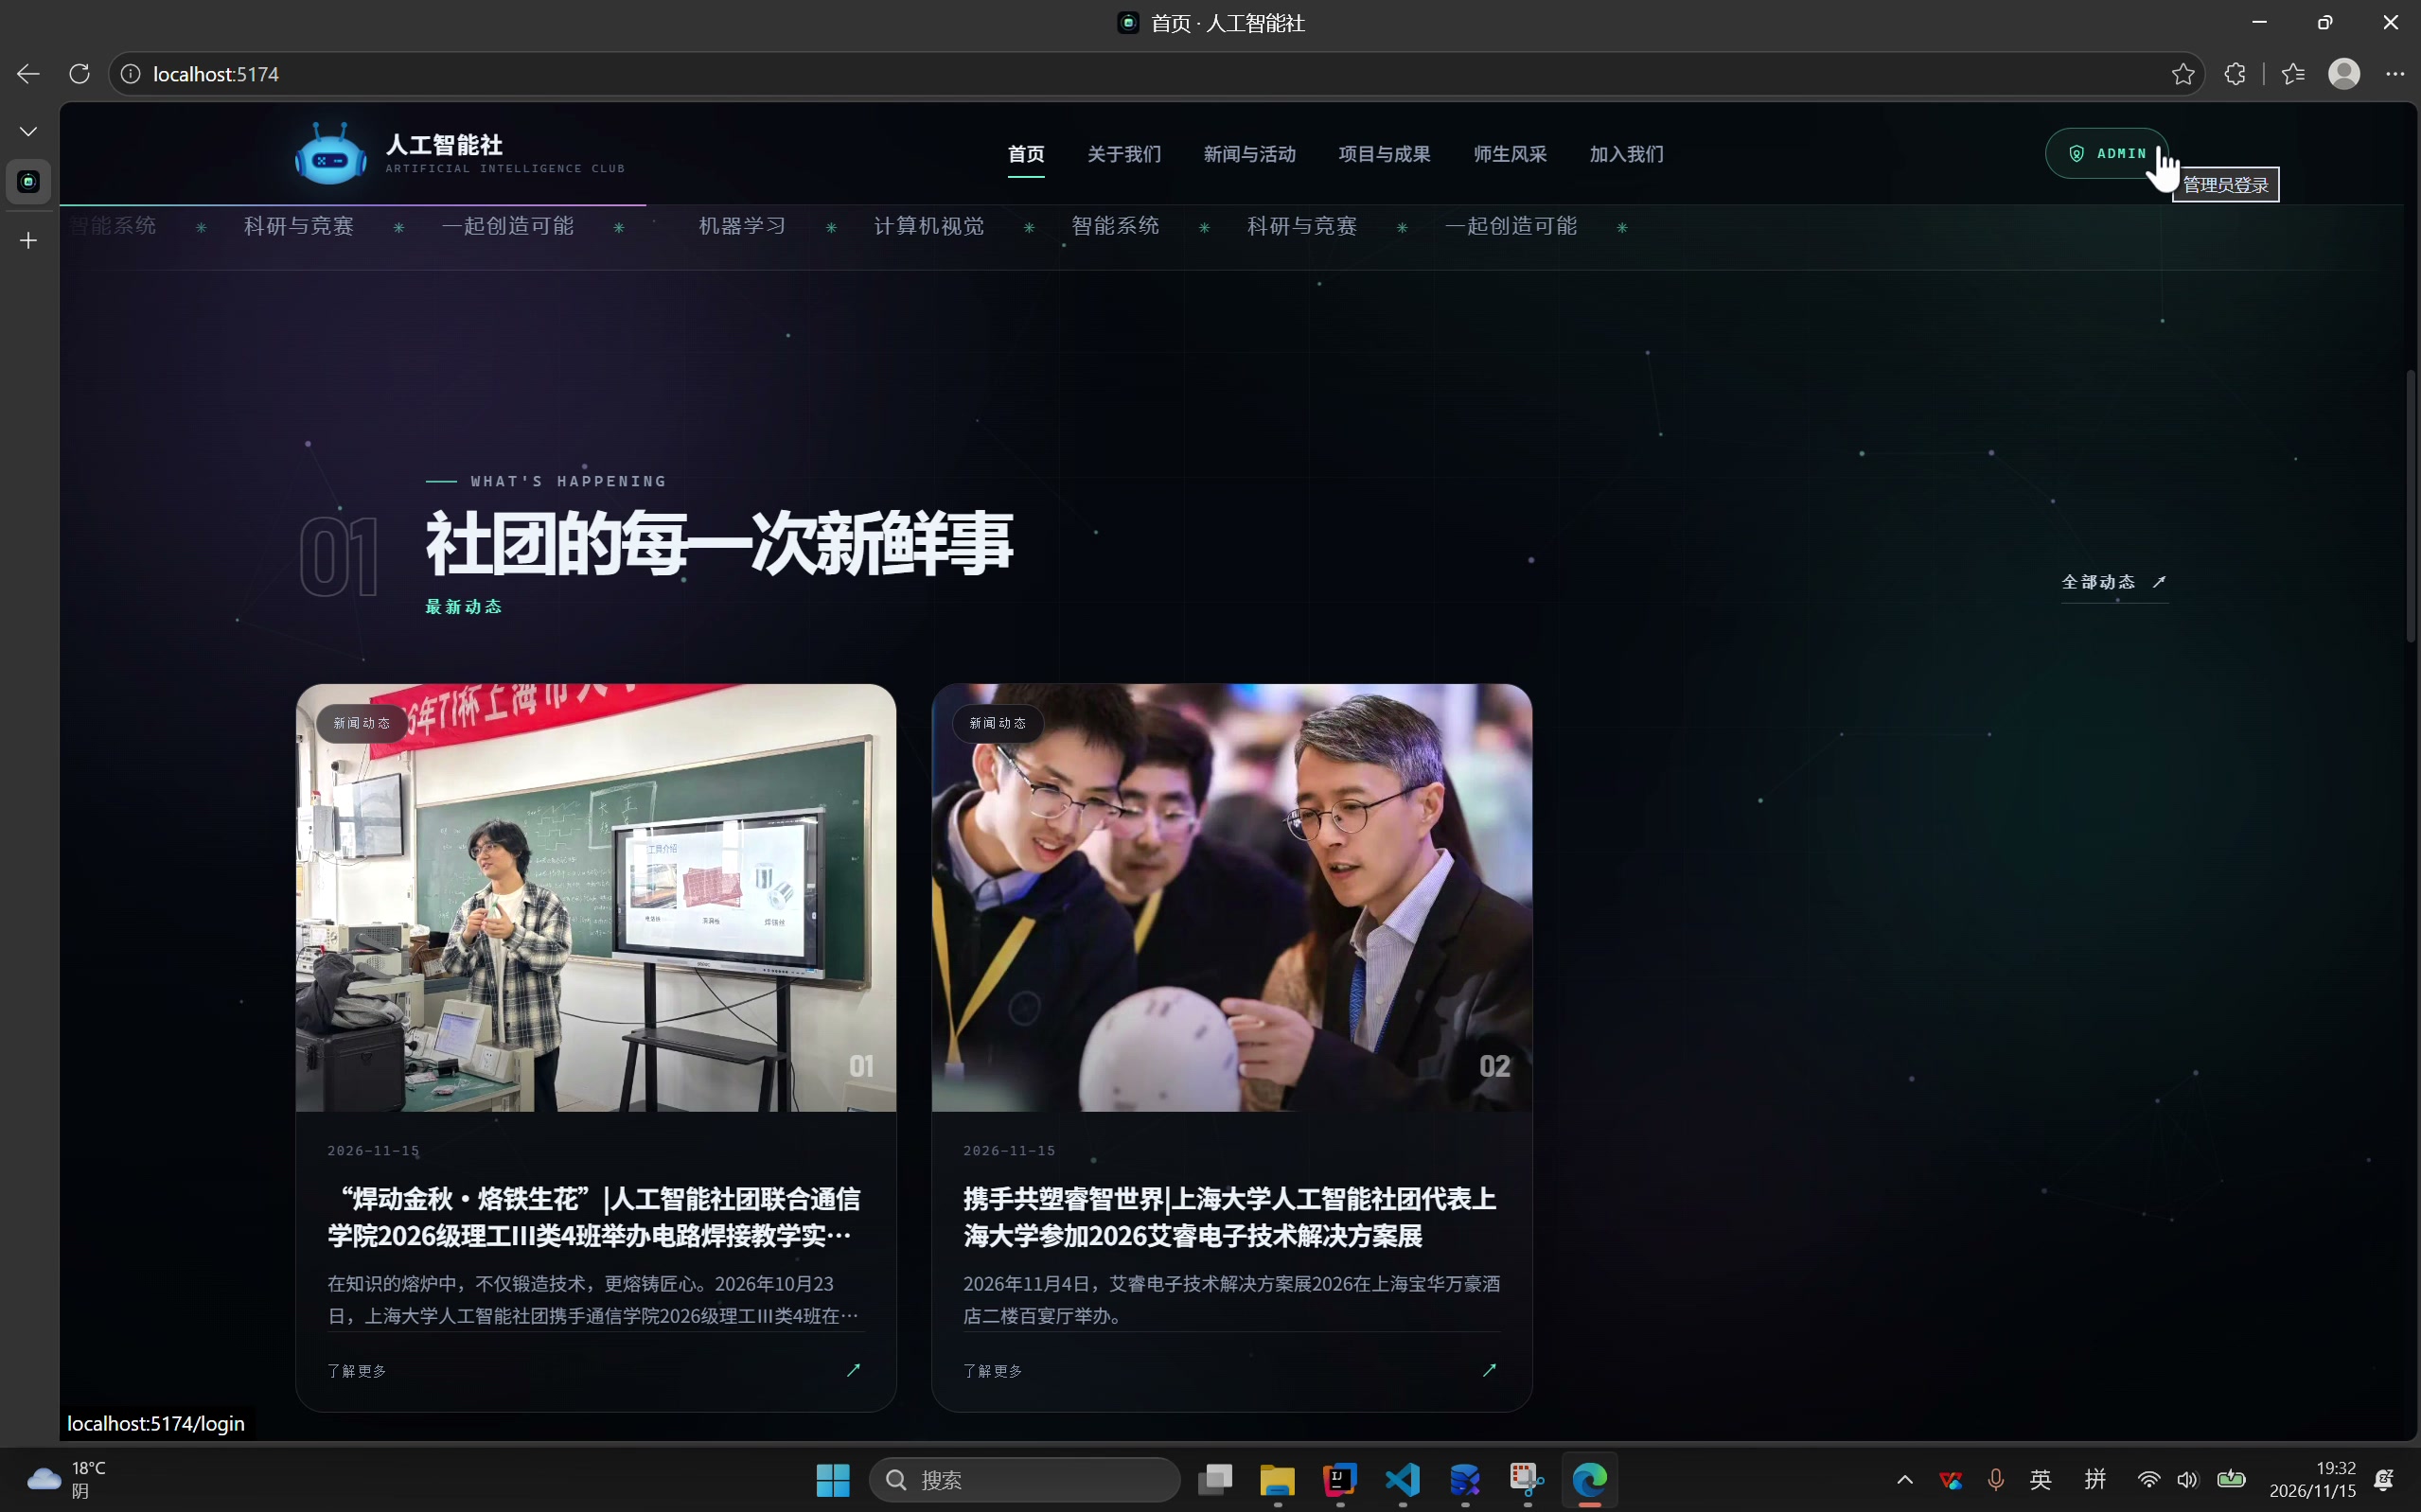 首页 · 人工智能社
localhost:5174
人工智能社
ARTIFICIAL INTELLIGENCE CLUB
首页
关于我们
新闻与活动
项目与成果
师生风采
加入我们
ADMIN
管理员登录
智能系统 * 科研与竞赛 * 一起创造可能 * 机器学习 * 计算机视觉 * 智能系统 * 科研与竞赛 * 一起创造可能 *
WHAT'S HAPPENING
01
社团的每一次新鲜事
最新动态
全部动态 ↗
新闻动态
6年TI杯上海市大
工具介绍
01
2026-11-15
“焊动金秋·烙铁生花”|人工智能社团联合通信
学院2026级理工III类4班举办电路焊接教学实…
在知识的熔炉中，不仅锻造技术，更熔铸匠心。2026年10月23
日，上海大学人工智能社团携手通信学院2026级理工III类4班在…
了解更多 ↗
新闻动态
02
2026-11-15
携手共塑睿智世界|上海大学人工智能社团代表上
海大学参加2026艾睿电子技术解决方案展
2026年11月4日，艾睿电子技术解决方案展2026在上海宝华万豪酒
店二楼百宴厅举办。
了解更多 ↗
localhost:5174/login
18°C
阴
搜索
英
拼
19:32
2026/11/15